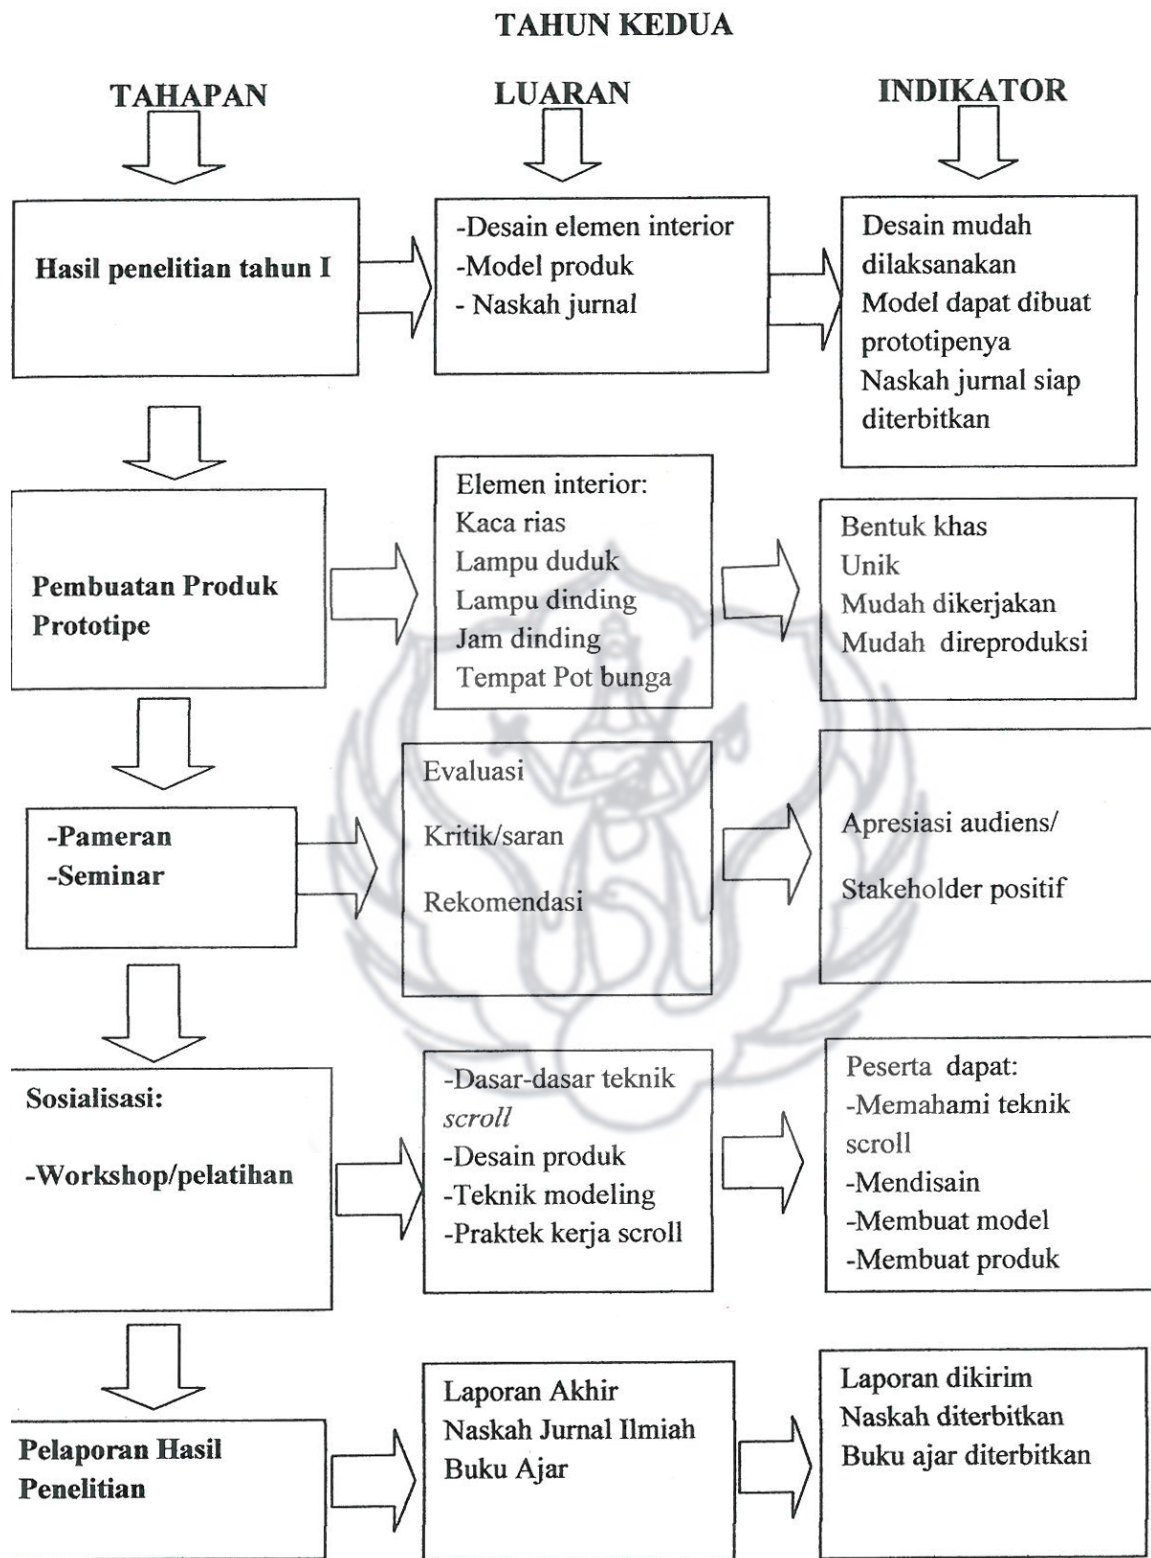 TAHUN KEDUA
TAHAPAN
LUARAN
INDIKATOR
Hasil penelitian tahun I
-Desain elemen interior
-Model produk
- Naskah jurnal
Desain mudah
dilaksanakan
Model dapat dibuat
prototipenya
Naskah jurnal siap
diterbitkan
Pembuatan Produk
Prototipe
Elemen interior:
Kaca rias
Lampu duduk
Lampu dinding
Jam dinding
Tempat Pot bunga
Bentuk khas
Unik
Mudah dikerjakan
Mudah direproduksi
-Pameran
-Seminar
Evaluasi
Kritik/saran
Rekomendasi
Apresiasi audiens/
Stakeholder positif
Sosialisasi:
-Workshop/pelatihan
-Dasar-dasar teknik
scroll
-Desain produk
-Teknik modeling
-Praktek kerja scroll
Peserta dapat:
-Memahami teknik
scroll
-Mendisain
-Membuat model
-Membuat produk
Pelaporan Hasil
Penelitian
Laporan Akhir
Naskah Jurnal Ilmiah
Buku Ajar
Laporan dikirim
Naskah diterbitkan
Buku ajar diterbitkan